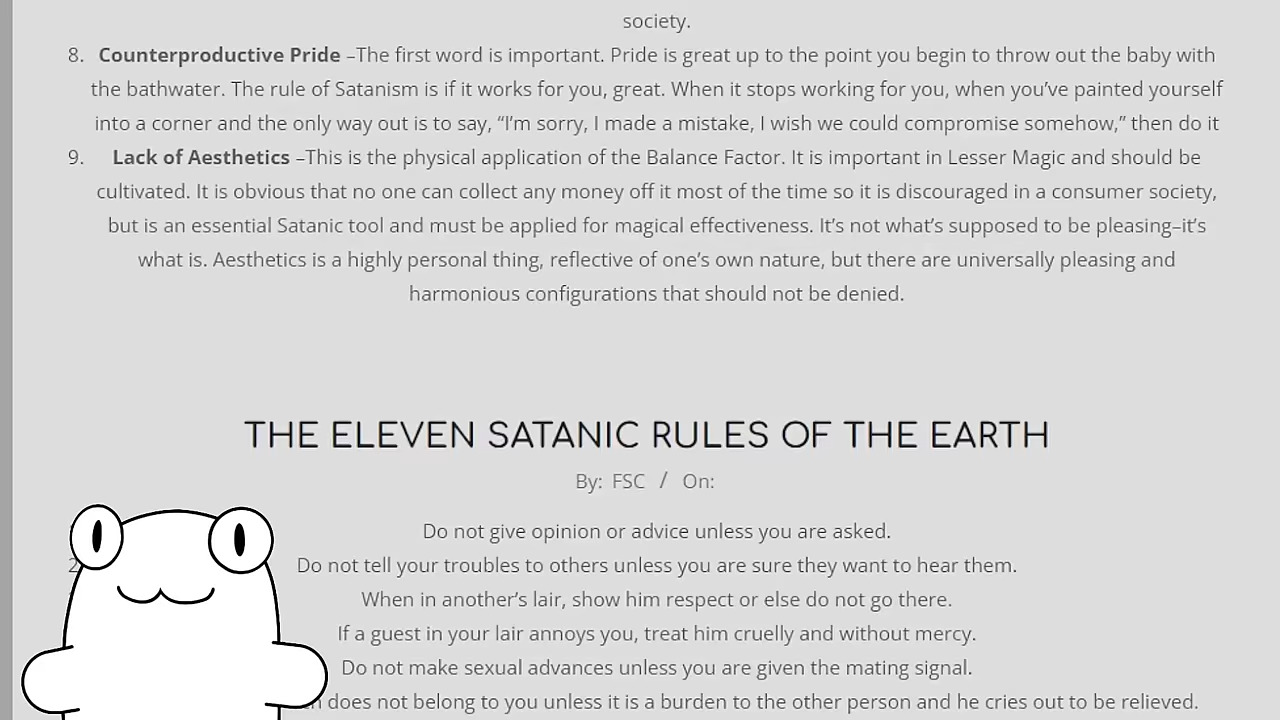 society.
8. Counterproductive Pride –The first word is important. Pride is great up to the point you begin to throw out the baby with
the bathwater. The rule of Satanism is if it works for you, great. When it stops working for you, when you’ve painted yourself
into a corner and the only way out is to say, “I’m sorry, I made a mistake, I wish we could compromise somehow,” then do it
9. Lack of Aesthetics –This is the physical application of the Balance Factor. It is important in Lesser Magic and should be
cultivated. It is obvious that no one can collect any money off it most of the time so it is discouraged in a consumer society,
but is an essential Satanic tool and must be applied for magical effectiveness. It’s not what’s supposed to be pleasing–it’s
what is. Aesthetics is a highly personal thing, reflective of one’s own nature, but there are universally pleasing and
harmonious configurations that should not be denied.
THE ELEVEN SATANIC RULES OF THE EARTH
By: FSC / On:
Do not give opinion or advice unless you are asked.
2 Do not tell your troubles to others unless you are sure they want to hear them.
When in another’s lair, show him respect or else do not go there.
If a guest in your lair annoys you, treat him cruelly and without mercy.
Do not make sexual advances unless you are given the mating signal.
does not belong to you unless it is a burden to the other person and he cries out to be relieved.